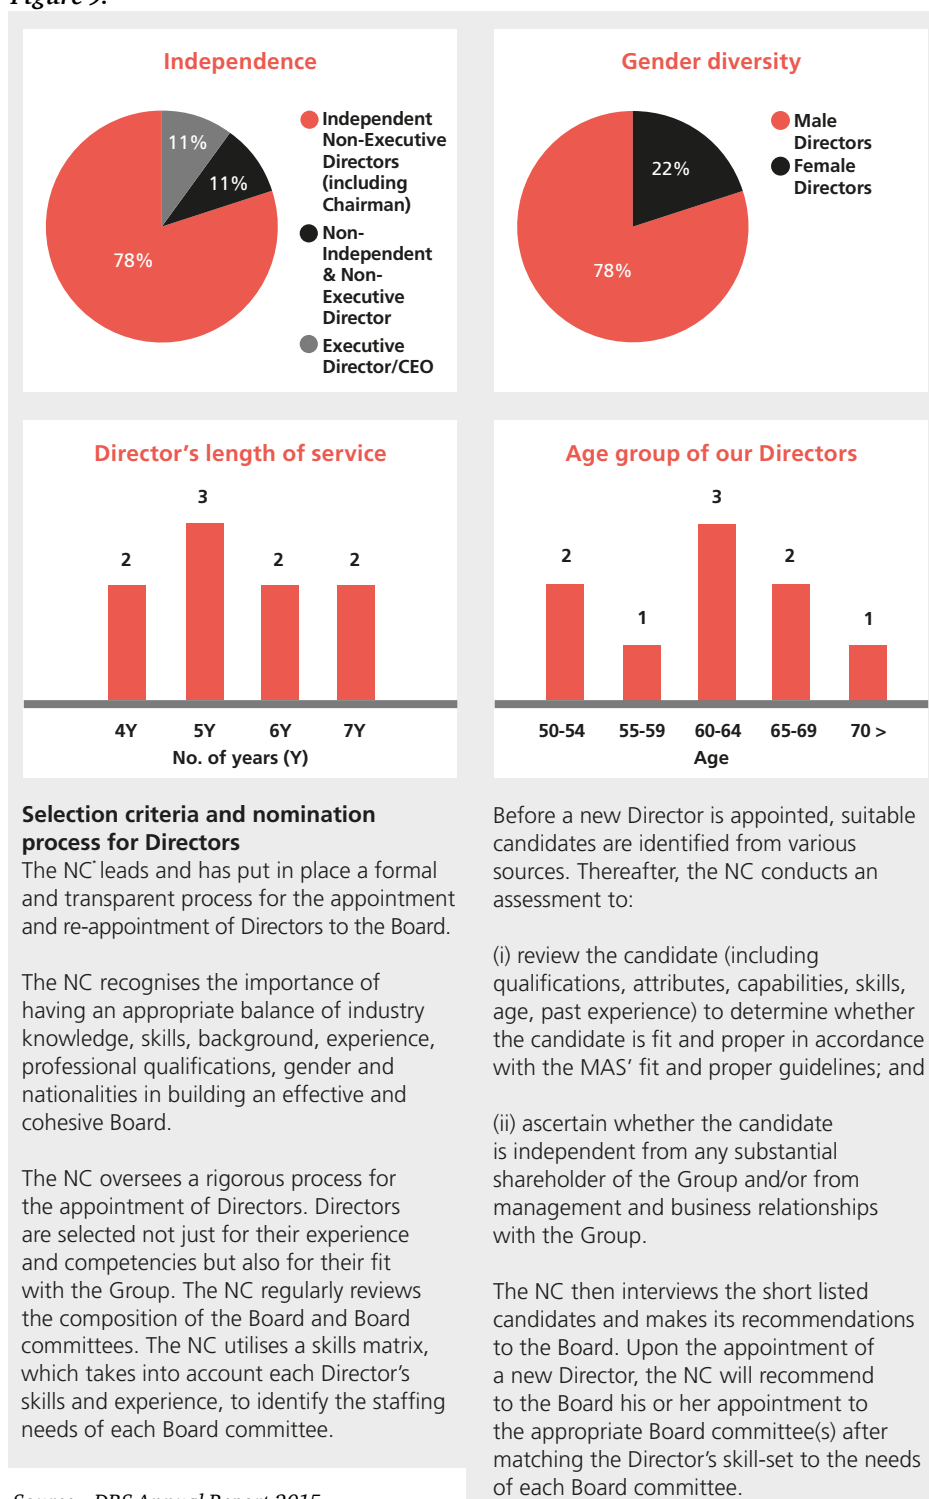 Figure 9:
Independence
11%
11%
78%
Independent
Non-Executive
Directors
(including
Chairman)
Non-
Independent
& Non-
Executive
Director
Executive
Director/CEO
Gender diversity
22%
78%
Male
Directors
Female
Directors
Director's length of service
2
3
2
2
4Y
5Y
6Y
7Y
No. of years (Y)
Age group of our Directors
2
1
3
2
1
50-54
55-59
60-64
65-69
70 >
Age
Selection criteria and nomination
process for Directors
The NC* leads and has put in place a formal
and transparent process for the appointment
and re-appointment of Directors to the Board.
The NC recognises the importance of
having an appropriate balance of industry
knowledge, skills, background, experience,
professional qualifications, gender and
nationalities in building an effective and
cohesive Board.
The NC oversees a rigorous process for
the appointment of Directors. Directors
are selected not just for their experience
and competencies but also for their fit
with the Group. The NC regularly reviews
the composition of the Board and Board
committees. The NC utilises a skills matrix,
which takes into account each Director's
skills and experience, to identify the staffing
needs of each Board committee.
Before a new Director is appointed, suitable
candidates are identified from various
sources. Thereafter, the NC conducts an
assessment to:
(i) review the candidate (including
qualifications, attributes, capabilities, skills,
age, past experience) to determine whether
the candidate is fit and proper in accordance
with the MAS' fit and proper guidelines; and
(ii) ascertain whether the candidate
is independent from any substantial
shareholder of the Group and/or from
management and business relationships
with the Group.
The NC then interviews the short listed
candidates and makes its recommendations
to the Board. Upon the appointment of
a new Director, the NC will recommend
to the Board his or her appointment to
the appropriate Board committee(s) after
matching the Director's skill-set to the needs
of each Board committee.
DBS Annual Report 2015